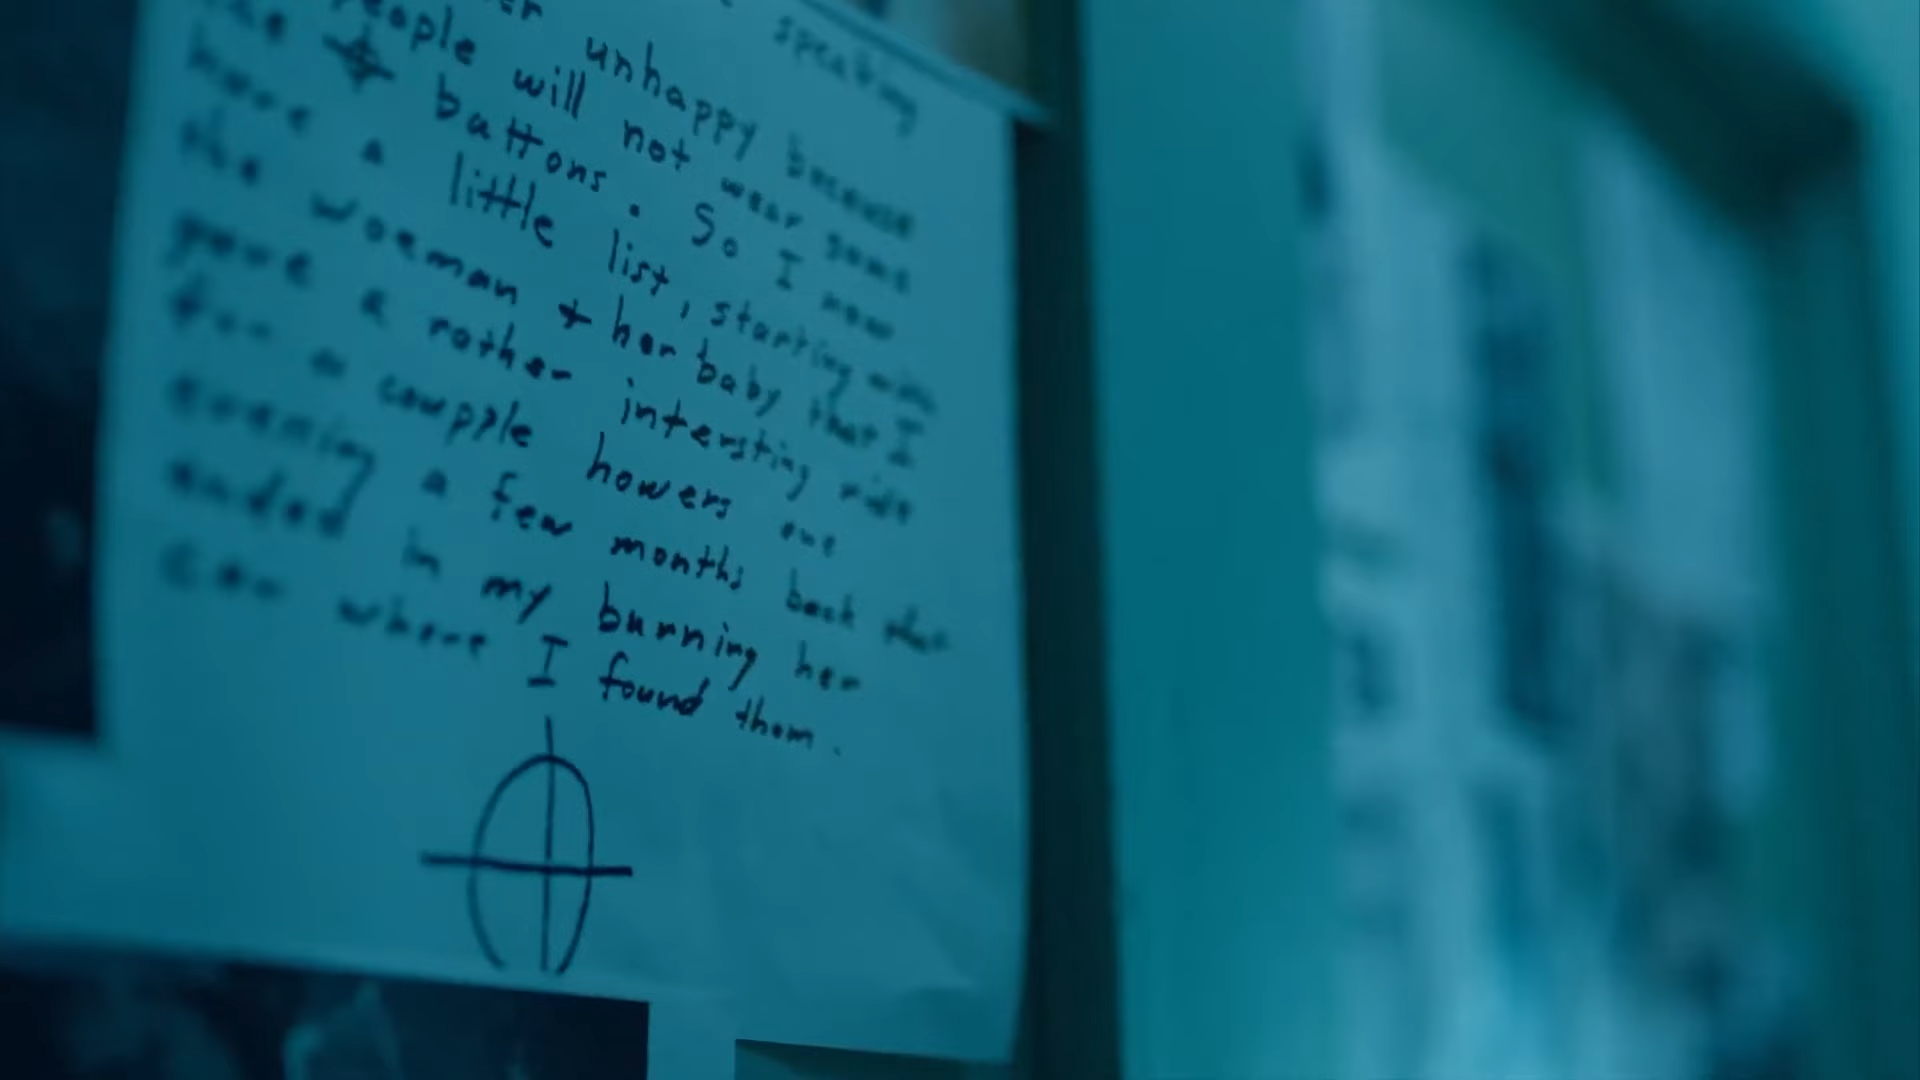 speaking
unhappy because
people will not wear some
buttons. So I now
have a little list, starting with
the woeman + her baby that I
gave a rather intersting ride
for a coupple howers one
evening a few months back that
ended in my burning her
car where I found them.